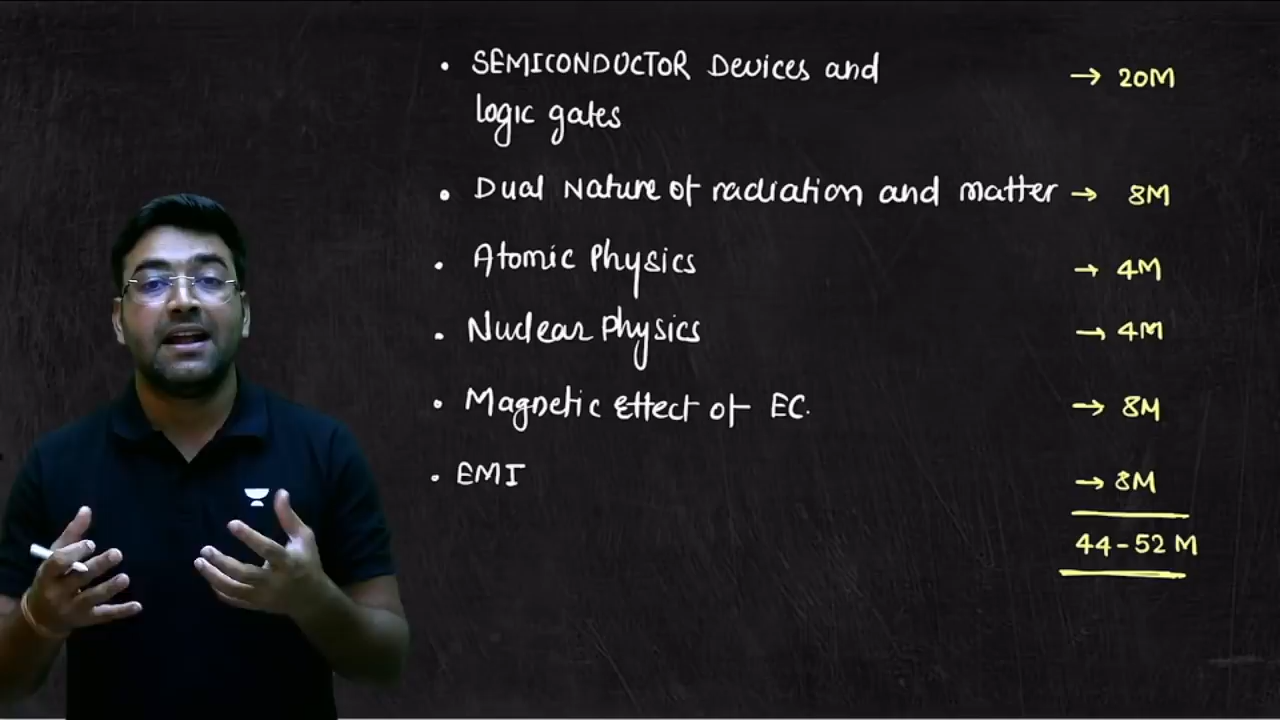 • SEMICONDUCTOR Devices and → 20M
logic gates
• Dual Nature of radiation and matter → 8M
• Atomic Physics → 4M
• Nuclear Physics → 4M
• Magnetic Effect of EC. → 8M
• EMI → 8M
44-52 M